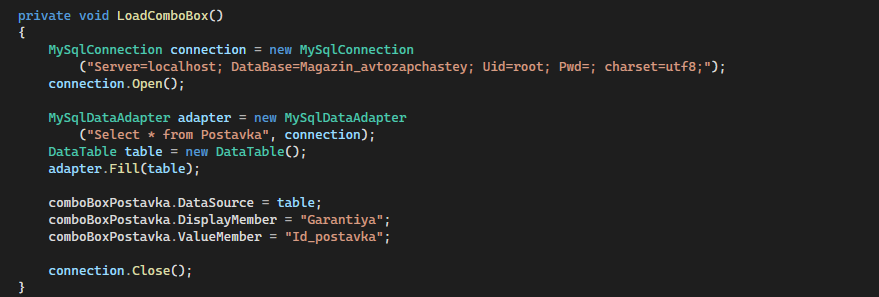 private void LoadComboBox()
{
    MySqlConnection connection = new MySqlConnection
        ("Server=localhost; DataBase=Magazin_avtozapchastey; Uid=root; Pwd=; charset=utf8;");
    connection.Open();

    MySqlDataAdapter adapter = new MySqlDataAdapter
        ("Select * from Postavka", connection);
    DataTable table = new DataTable();
    adapter.Fill(table);

    comboBoxPostavka.DataSource = table;
    comboBoxPostavka.DisplayMember = "Garantiya";
    comboBoxPostavka.ValueMember = "Id_postavka";

    connection.Close();
}